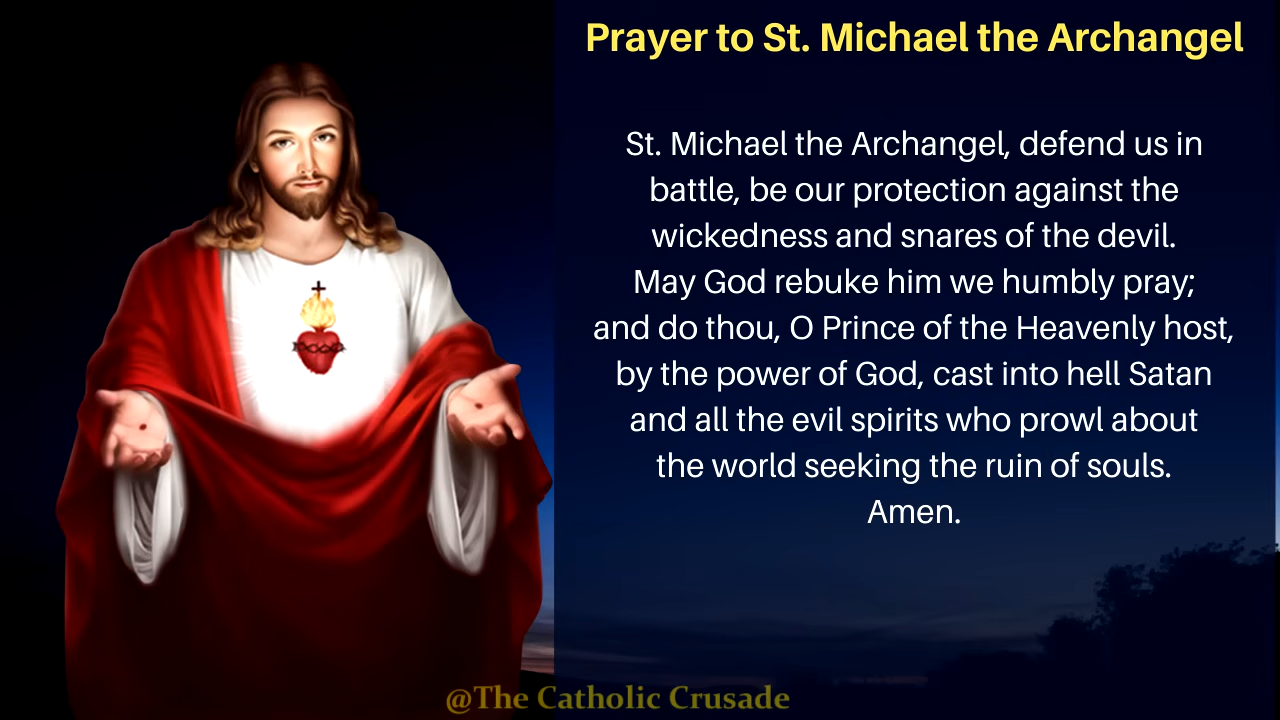 Prayer to St. Michael the Archangel
St. Michael the Archangel, defend us in
battle, be our protection against the
wickedness and snares of the devil.
May God rebuke him we humbly pray;
and do thou, O Prince of the Heavenly host,
by the power of God, cast into hell Satan
and all the evil spirits who prowl about
the world seeking the ruin of souls.
Amen.
@The Catholic Crusade